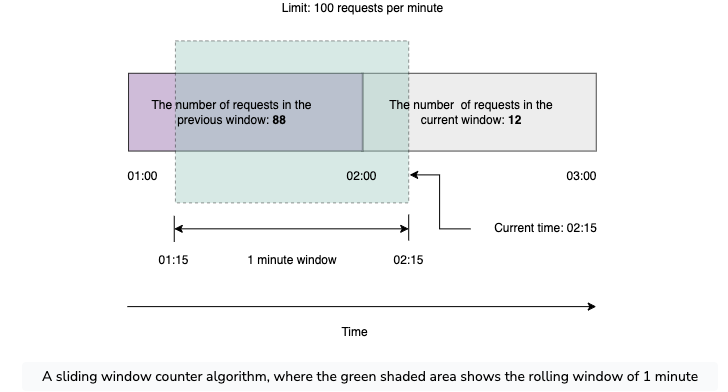 Limit: 100 requests per minute
The number of requests in the
previous window: 88
The number of requests in the
current window: 12
01:00
02:00
03:00
Current time: 02:15
01:15
1 minute window
02:15
Time
A sliding window counter algorithm, where the green shaded area shows the rolling window of 1 minute